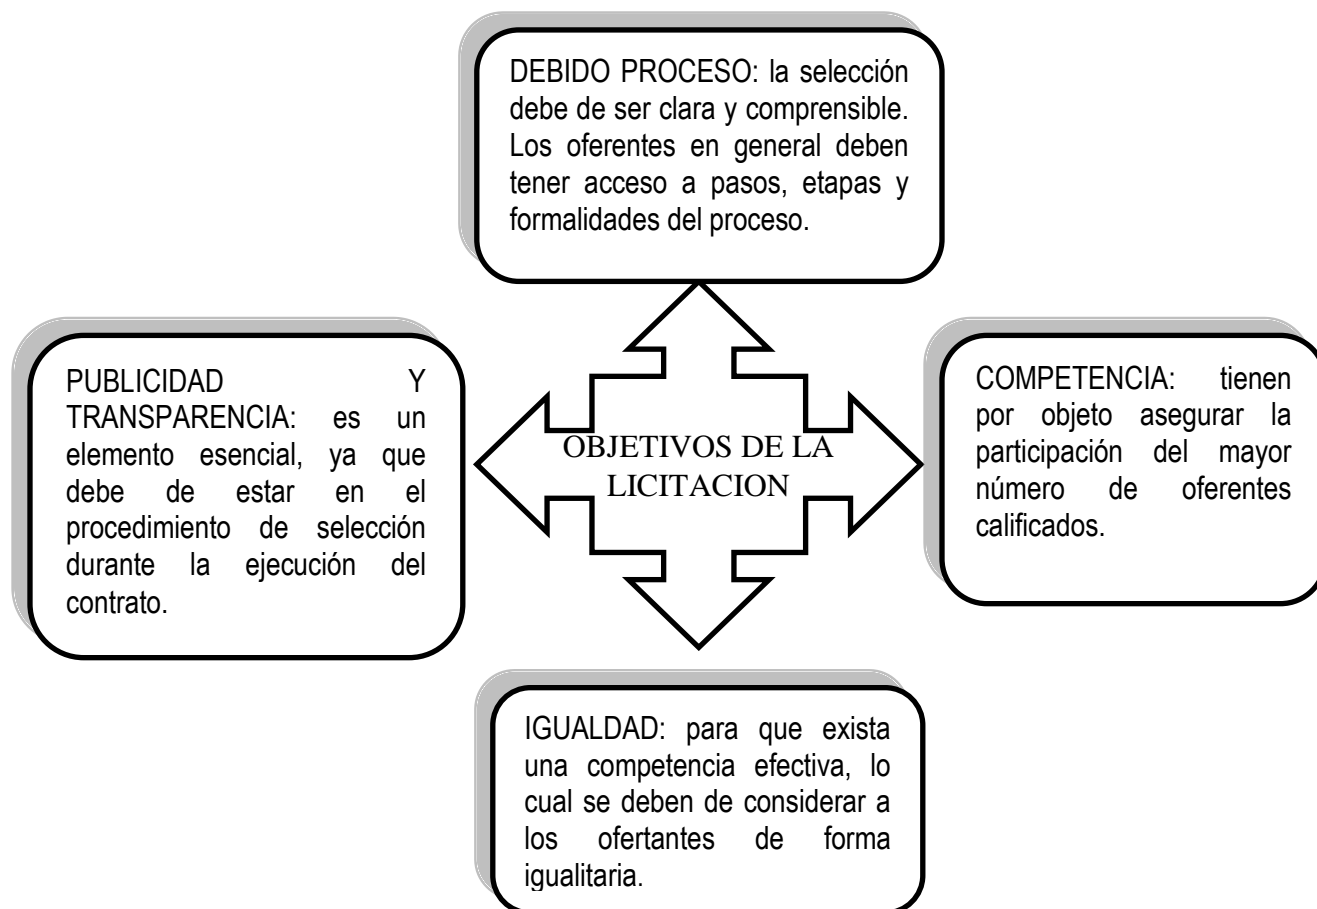 DEBIDO PROCESO: la selección
debe de ser clara y comprensible.
Los oferentes en general deben
tener acceso a pasos, etapas y
formalidades del proceso.
PUBLICIDAD Y
TRANSPARENCIA: es un
elemento esencial, ya que
debe de estar en el
procedimiento de selección
durante la ejecución del
contrato.
OBJETIVOS DE LA
LICITACION
COMPETENCIA: tienen
por objeto asegurar la
participación del mayor
número de oferentes
calificados.
IGUALDAD: para que exista
una competencia efectiva, lo
cual se deben de considerar a
los ofertantes de forma
igualitaria.